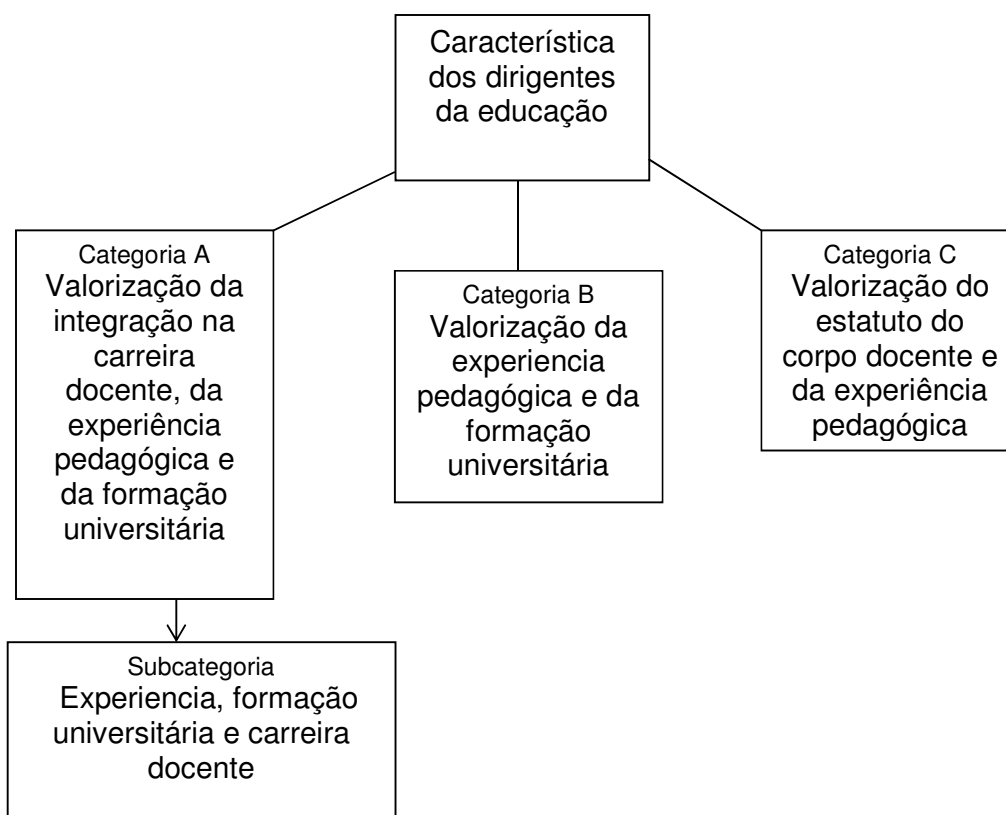 Característica
dos dirigentes
da educação
Categoria A
Valorização da
integração na
carreira
docente, da
experiência
pedagógica e
da formação
universitária
Categoria B
Valorização da
experiencia
pedagógica e da
formação
universitária
Categoria C
Valorização do
estatuto do
corpo docente e
da experiência
pedagógica
Subcategoria
Experiencia, formação
universitária e carreira
docente